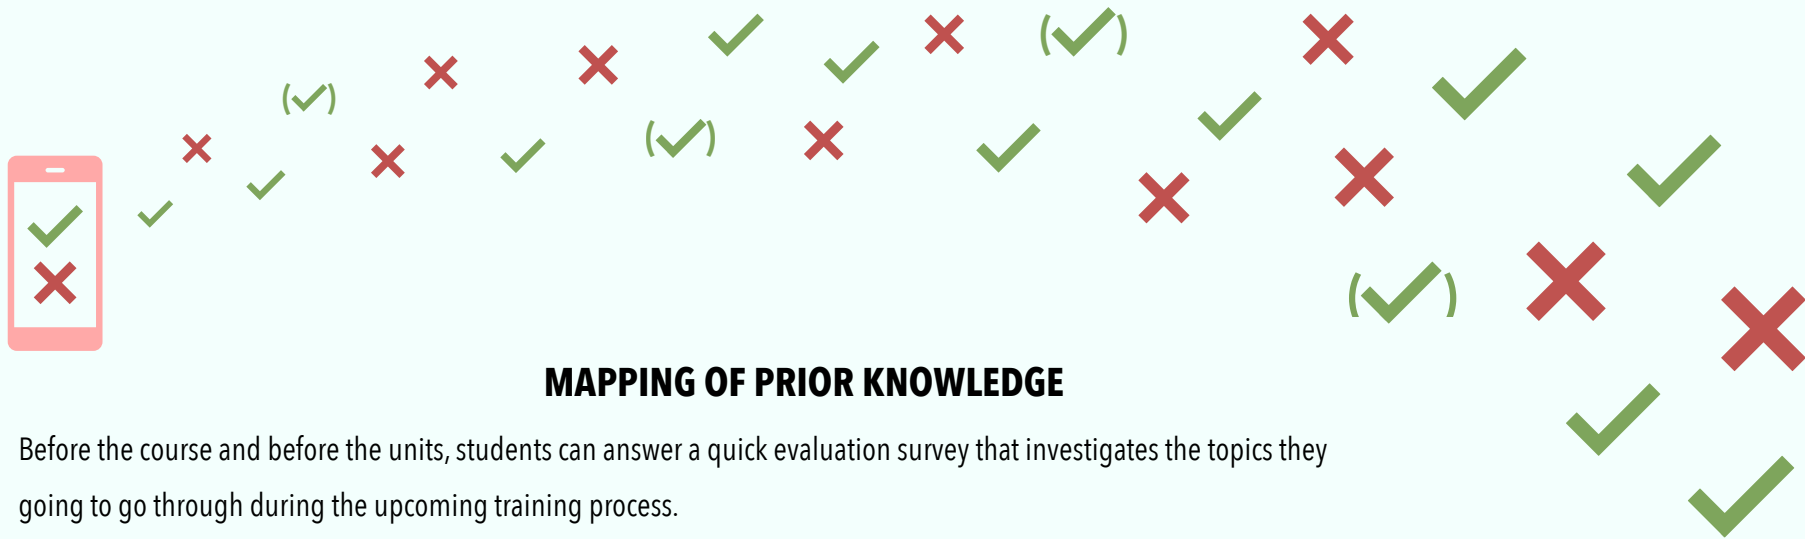 MAPPING OF PRIOR KNOWLEDGE
Before the course and before the units, students can answer a quick evaluation survey that investigates the topics they
going to go through during the upcoming training process.